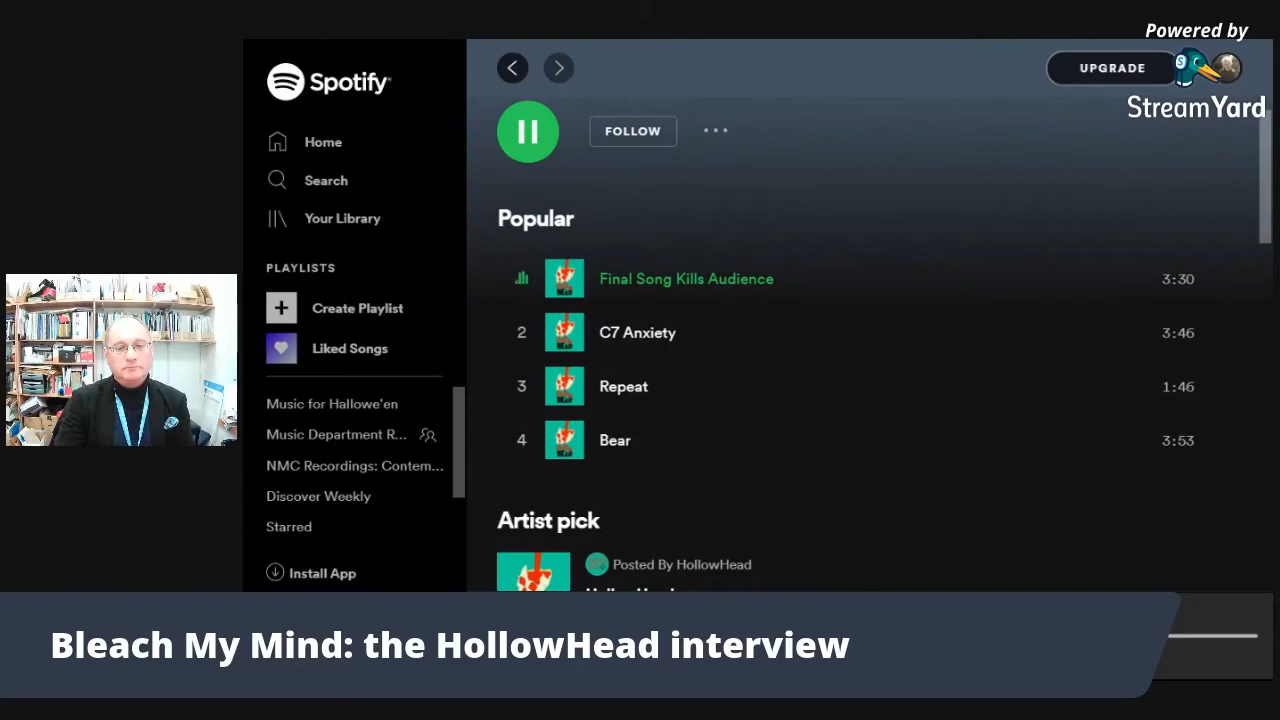 Powered by
StreamYard
Spotify
UPGRADE
Home
Search
Your Library
FOLLOW
PLAYLISTS
Create Playlist
Liked Songs
Music for Hallowe'en
Music Department R...
NMC Recordings: Contem...
Discover Weekly
Starred
Install App
Popular
Final Song Kills Audience 3:30
2 C7 Anxiety 3:46
3 Repeat 1:46
4 Bear 3:53
Artist pick
Posted By HollowHead
Bleach My Mind: the HollowHead interview